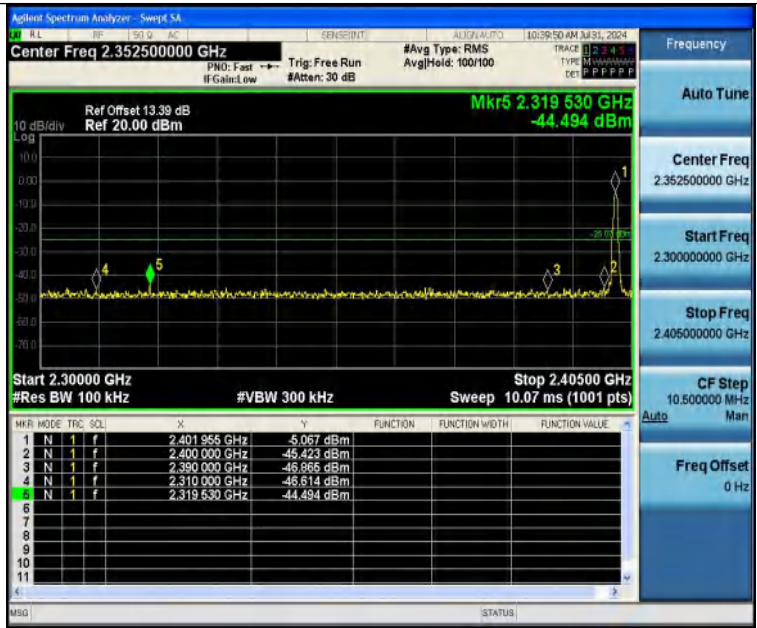 Agilent Spectrum Analyzer - Swept SA
RL RF 50 Ω AC SENSE:INT ALIGN AUTO 10:39:50 AM Jul 31, 2024
Center Freq 2.352500000 GHz
PNO: Fast
IFGain:Low
Trig: Free Run
#Atten: 30 dB
#Avg Type: RMS
Avg|Hold: 100/100
TRACE 1 2 3 4 5 6
TYPE M
DET P P P P P P
Ref Offset 13.39 dB
10 dB/div Ref 20.00 dBm
Log
Mkr5 2.319 530 GHz
-44.494 dBm
10.0
0.00
-10.0
-20.0
-30.0
-40.0
-50.0
-60.0
-70.0
1
2
3
4
5
Start 2.30000 GHz
Stop 2.40500 GHz
#Res BW 100 kHz
#VBW 300 kHz
Sweep 10.07 ms (1001 pts)
MKR MODE TRC SCL X Y FUNCTION FUNCTION WIDTH FUNCTION VALUE
1 N 1 f 2.401 955 GHz -5.067 dBm
2 N 1 f 2.400 000 GHz -45.423 dBm
3 N 1 f 2.390 000 GHz -46.965 dBm
4 N 1 f 2.310 000 GHz -46.614 dBm
5 N 1 f 2.319 530 GHz -44.494 dBm
6
7
8
9
10
11
MSG
STATUS
Frequency
Auto Tune
Center Freq
2.352500000 GHz
Start Freq
2.300000000 GHz
Stop Freq
2.405000000 GHz
CF Step
10.500000 MHz
Auto Man
Freq Offset
0 Hz